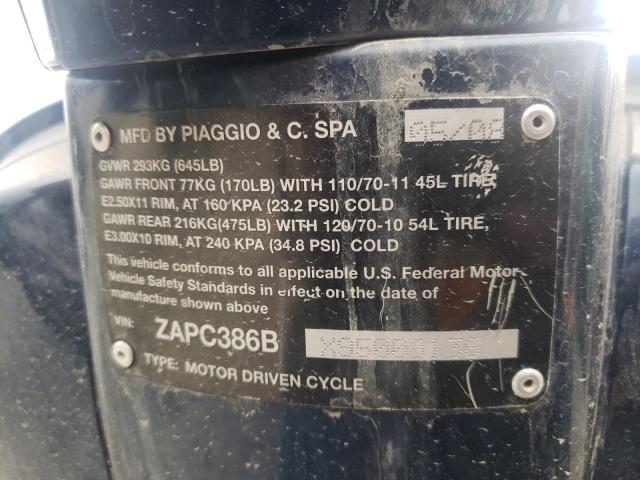 MFD BY PIAGGIO & C. SPA 05/08
GVWR 293KG (645LB)
GAWR FRONT 77KG (170LB) WITH 110/70-11 45L TIRE,
E2.50X11 RIM, AT 160 KPA (23.2 PSI) COLD
GAWR REAR 216KG(475LB) WITH 120/70-10 54L TIRE,
E3.00X10 RIM, AT 240 KPA (34.8 PSI) COLD
This vehicle conforms to all applicable U.S. Federal Motor
Vehicle Safety Standards in effect on the date of
manufacture shown above
VIN: ZAPC386B
TYPE: MOTOR DRIVEN CYCLE